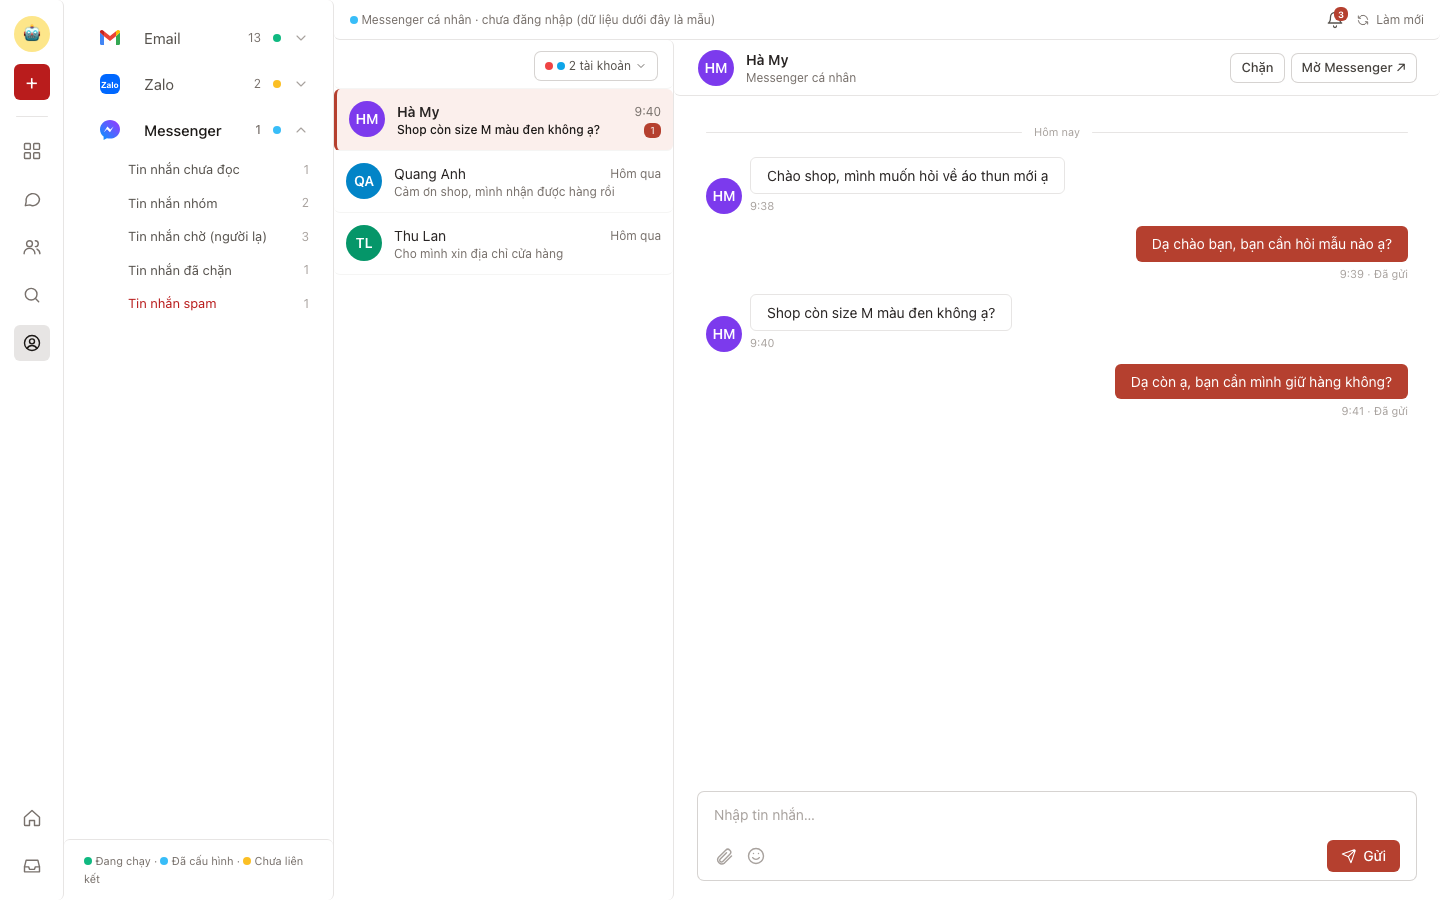 +
Email 13
Zalo Zalo 2
Messenger 1
Tin nhắn chưa đọc 1
Tin nhắn nhóm 2
Tin nhắn chờ (người lạ) 3
Tin nhắn đã chặn 1
Tin nhắn spam 1
Đang chạy · Đã cấu hình · Chưa liên
kết
Messenger cá nhân · chưa đăng nhập (dữ liệu dưới đây là mẫu)
3 Làm mới
2 tài khoản
HM Hà My 9:40
Shop còn size M màu đen không ạ? 1
QA Quang Anh Hôm qua
Cảm ơn shop, mình nhận được hàng rồi
TL Thu Lan Hôm qua
Cho mình xin địa chỉ cửa hàng
HM Hà My
Messenger cá nhân
Chặn Mở Messenger ↗
Hôm nay
Chào shop, mình muốn hỏi về áo thun mới ạ
HM
9:38
Dạ chào bạn, bạn cần hỏi mẫu nào ạ?
9:39 · Đã gửi
Shop còn size M màu đen không ạ?
HM
9:40
Dạ còn ạ, bạn cần mình giữ hàng không?
9:41 · Đã gửi
Nhập tin nhắn...
Gửi